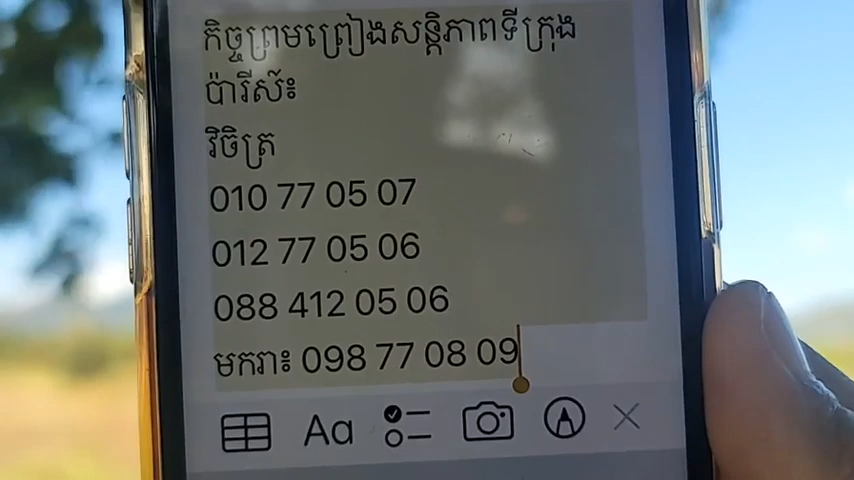 កិច្ចព្រមព្រៀងសន្តិភាពទីក្រុង
ប៉ារីស៍៖
វិចិត្រ
010 77 05 07
012 77 05 06
088 412 05 06
មករា៖ 098 77 08 09
Aa